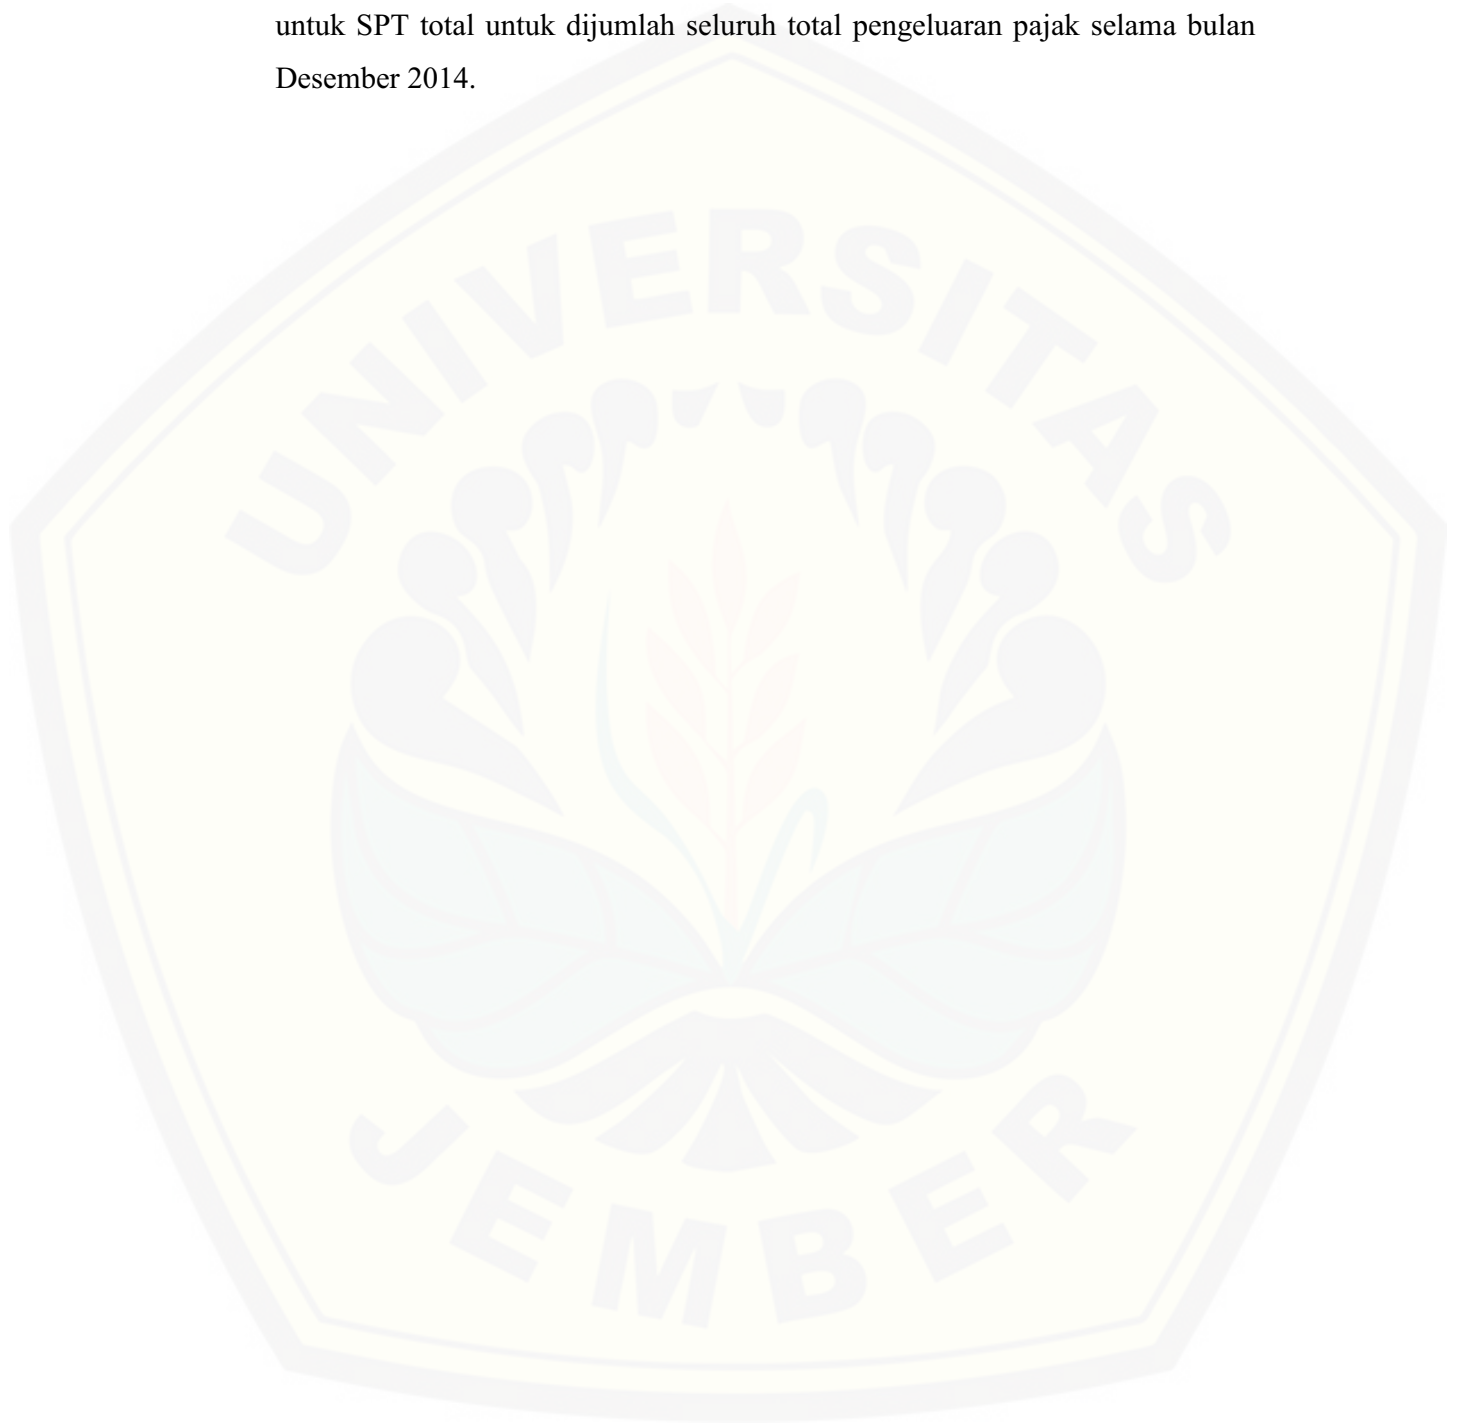 untuk SPT total untuk dijumlah seluruh total pengeluaran pajak selama bulan
Desember 2014.
UNIVERSITAS
JEMBER